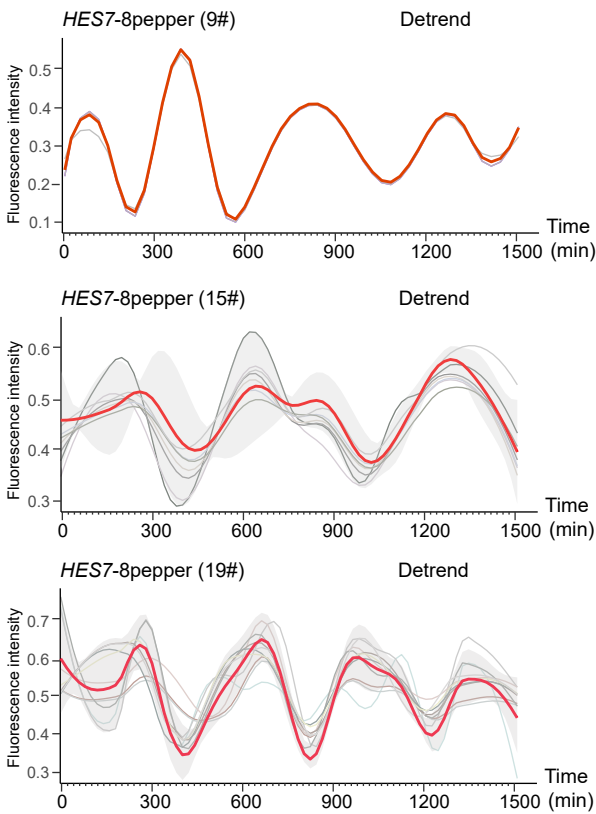 HES7-8pepper (9#) Detrend
Fluorescence intensity
0.5
0.4
0.3
0.2
0.1
0 300 600 900 1200 1500
Time
(min)
HES7-8pepper (15#) Detrend
Fluorescence intensity
0.6
0.5
0.4
0.3
0 300 600 900 1200 1500
Time
(min)
HES7-8pepper (19#) Detrend
Fluorescence intensity
0.7
0.6
0.5
0.4
0.3
0 300 600 900 1200 1500
Time
(min)